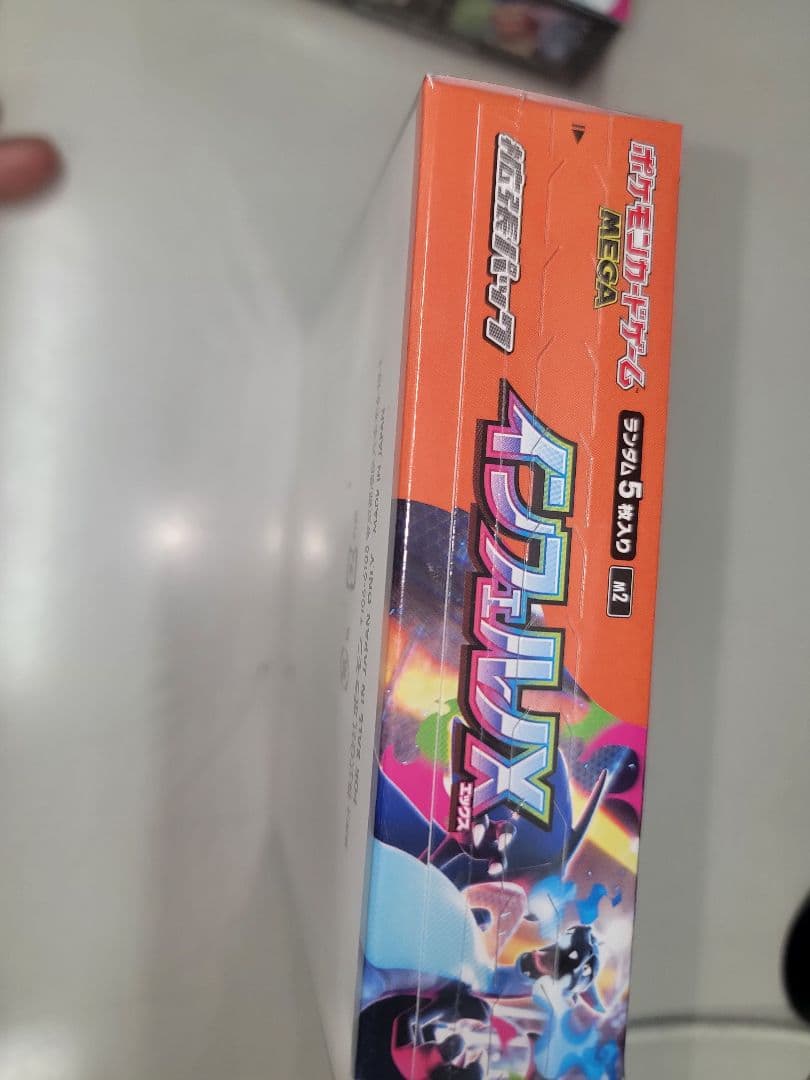 ポケモンカードゲーム
MEGA
ランダム5枚入り
M2
拡張パック
インフェルノX
エックス